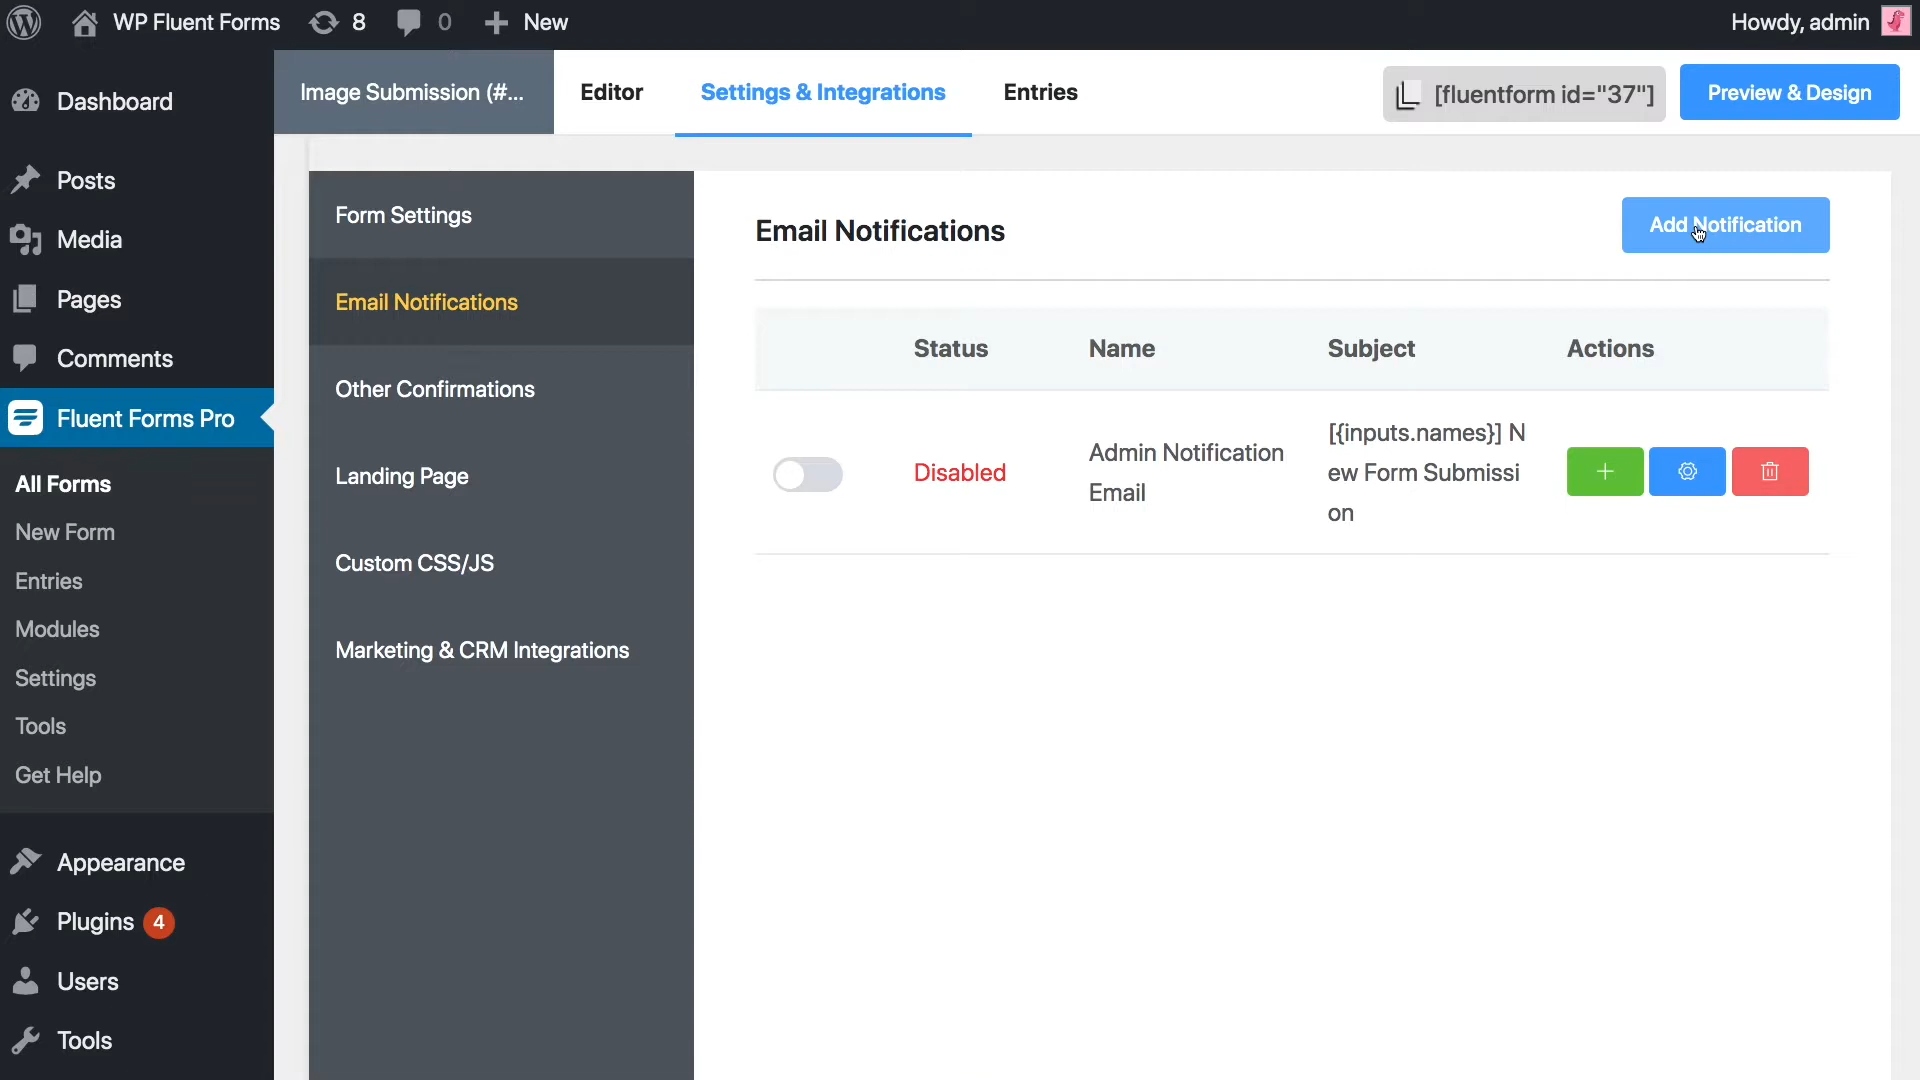 WP Fluent Forms
8
0
New
Howdy, admin
Dashboard
Posts
Media
Pages
Comments
Fluent Forms Pro
All Forms
New Form
Entries
Modules
Settings
Tools
Get Help
Appearance
Plugins 4
Users
Tools
Image Submission (#...
Editor
Settings & Integrations
Entries
[fluentform id="37"]
Preview & Design
Form Settings
Email Notifications
Other Confirmations
Landing Page
Custom CSS/JS
Marketing & CRM Integrations
Email Notifications
Add Notification
Status Name Subject Actions
Disabled
Admin Notification
Email
[{inputs.names}] N
ew Form Submissi
on